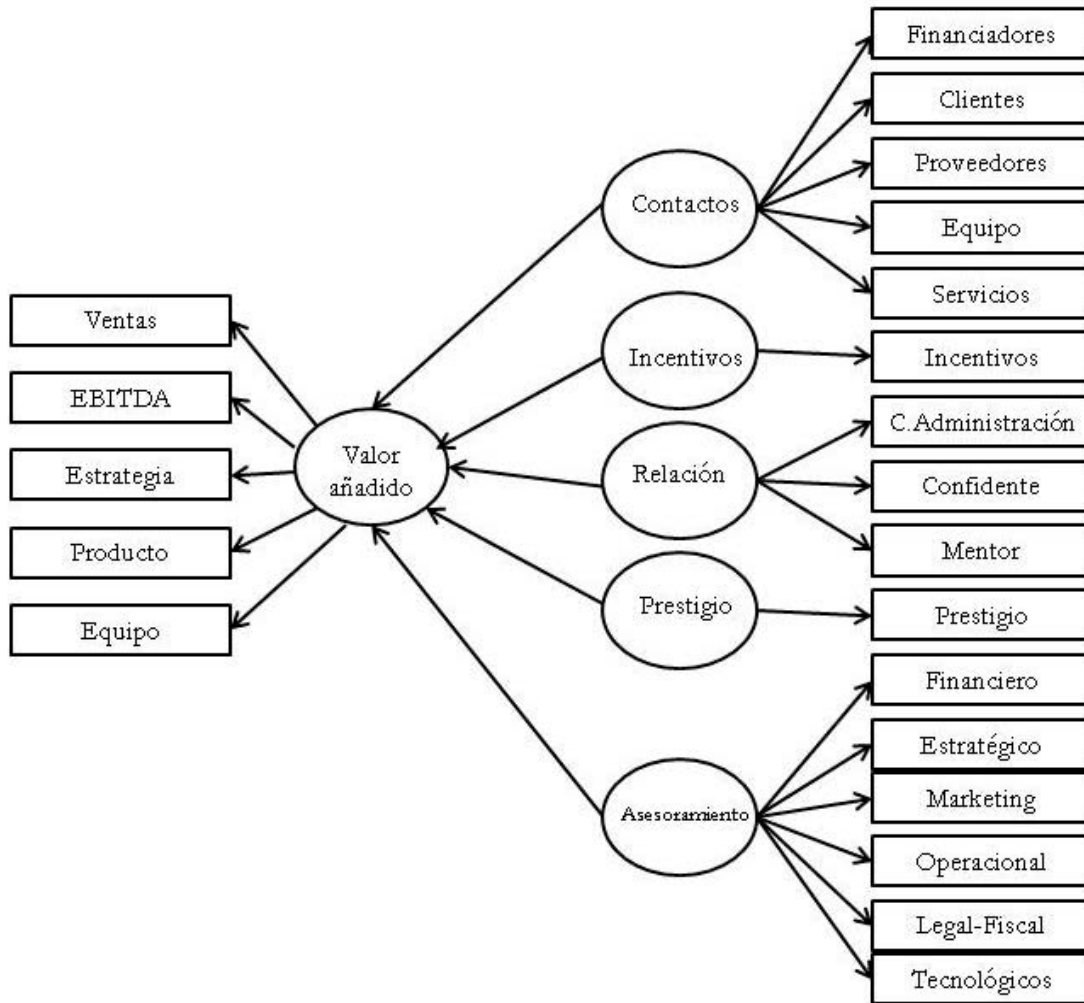 Financiadores
Clientes
Proveedores
Contactos
Equipo
Servicios
Ventas
Incentivos
Incentivos
EBITDA
C.Administración
Valor
añadido
Estrategia
Relación
Confidente
Producto
Mentor
Prestigio
Prestigio
Equipo
Financiero
Estratégico
Marketing
Asesoramiento
Operacional
Legal-Fiscal
Tecnológicos